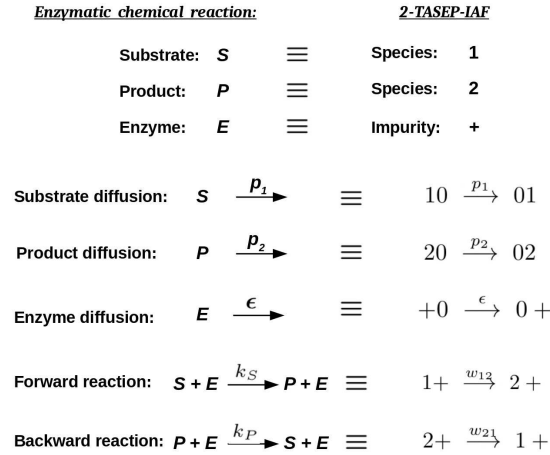 Enzymatic chemical reaction: 2-TASEP-IAF
Substrate: S ≡ Species: 1
Product: P ≡ Species: 2
Enzyme: E ≡ Impurity: +
Substrate diffusion: S p₁ → ≡ 10 p₁ → 01
Product diffusion: P p₂ → ≡ 20 p₂ → 02
Enzyme diffusion: E ϵ → ≡ +0 ϵ → 0 +
Forward reaction: S + E k_S → P + E ≡ 1+ w₁₂ → 2 +
Backward reaction: P + E k_P → S + E ≡ 2+ w₂₁ → 1 +